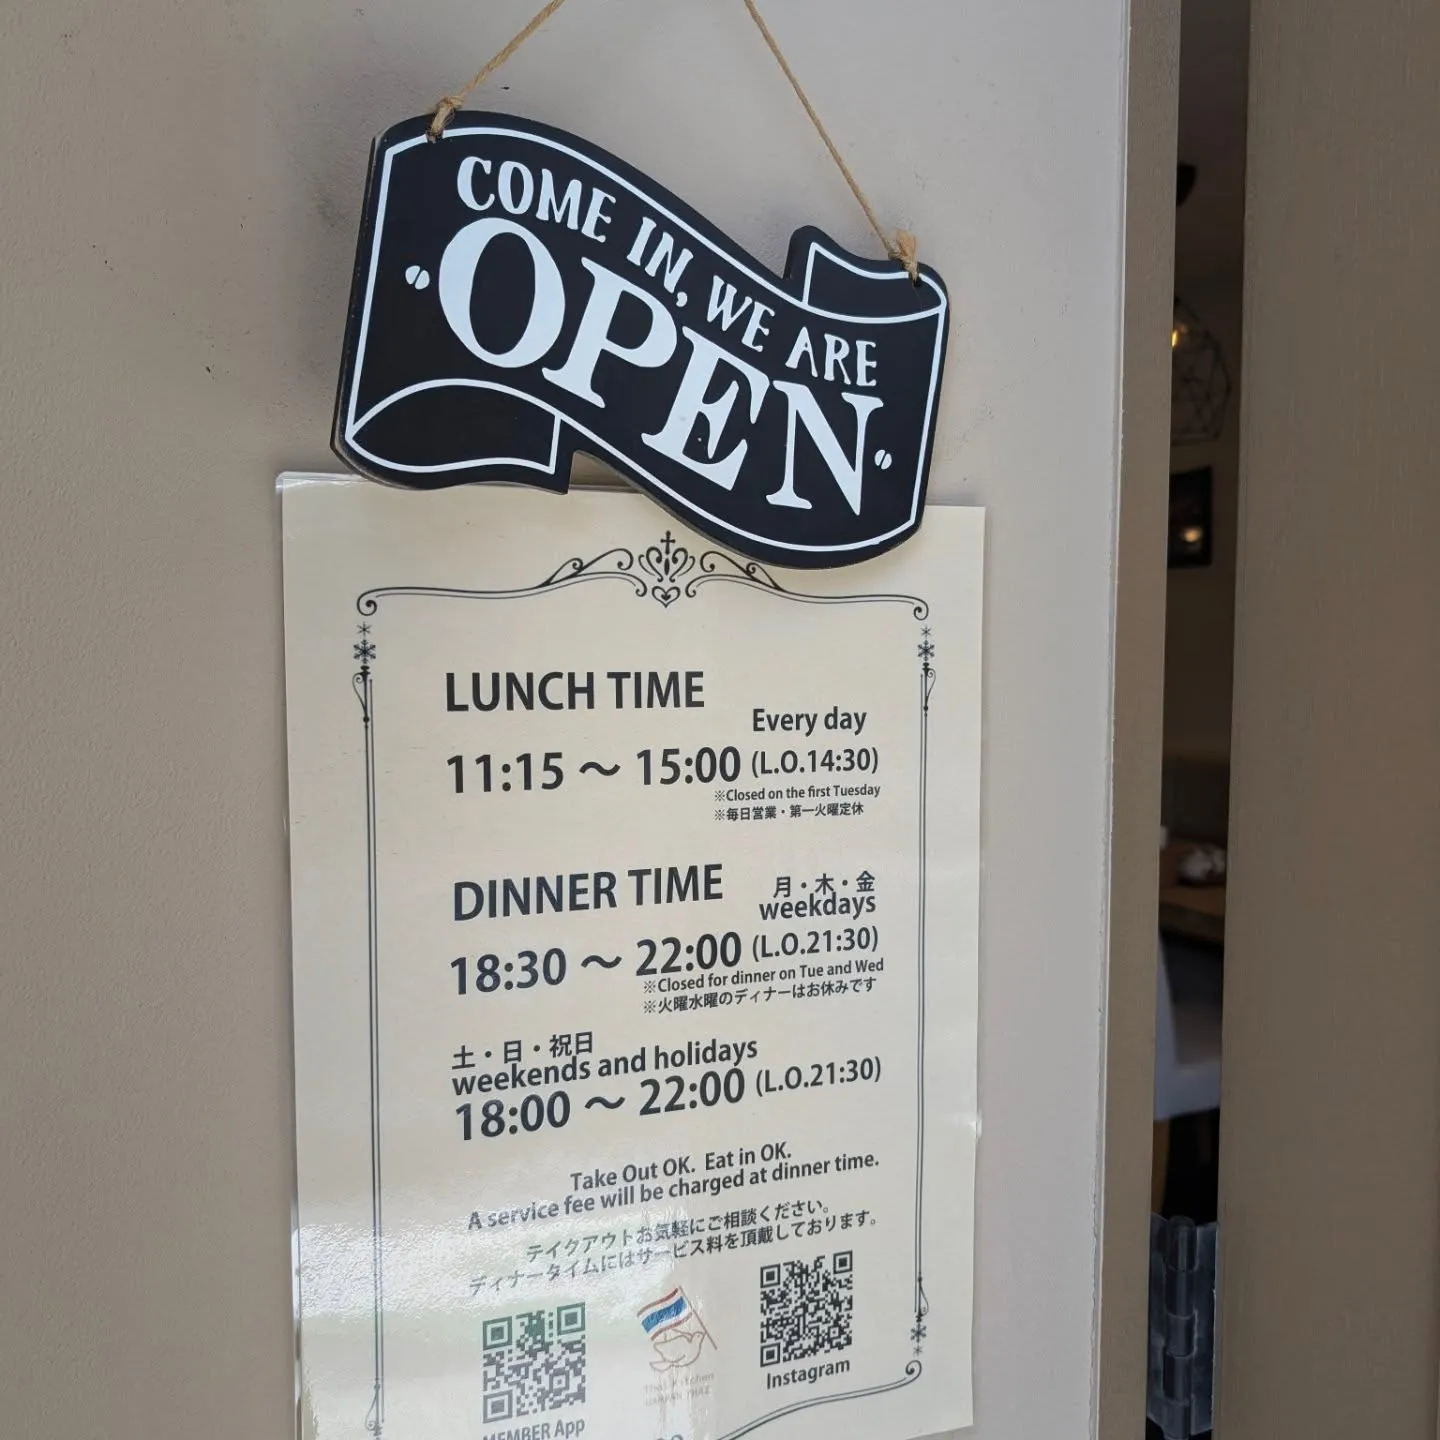 COME IN, WE ARE
OPEN
LUNCH TIME
Every day
11:15 ～ 15:00 (L.O.14:30)
※Closed on the first Tuesday
※毎日営業・第一火曜定休
DINNER TIME
月・木・金
weekdays
18:30 ～ 22:00 (L.O.21:30)
※Closed for dinner on Tue and Wed
※火曜水曜のディナーはお休みです
土・日・祝日
weekends and holidays
18:00 ～ 22:00 (L.O.21:30)
Take Out OK. Eat in OK.
A service fee will be charged at dinner time.
テイクアウトお気軽にご相談ください。
ディナータイムにはサービス料を頂戴しております。
Thai Kitchen
Instagram
MEMBER App